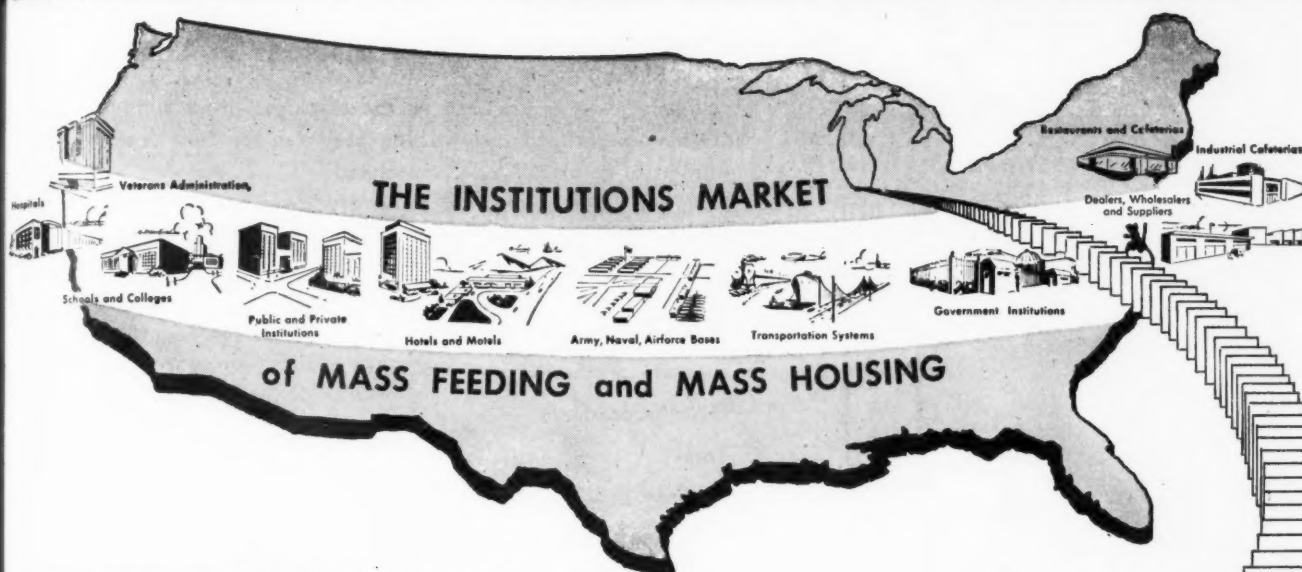 Restaurants and Cafeterias
Industrial Cafeterias
Veterans Administration,
THE INSTITUTIONS MARKET
Dealers, Wholesalers
and Suppliers
Hospitals
Schools and Colleges
Public and Private
Institutions
Hotels and Motels
Army, Naval, Airforce Bases
Transportation Systems
Government Institutions
of MASS FEEDING and MASS HOUSING